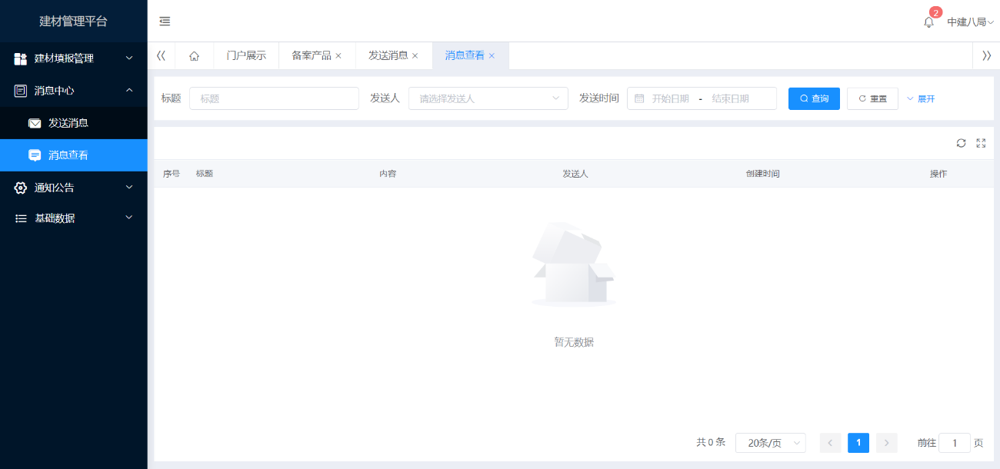 建材管理平台
2
中建八局
建材填报管理
消息中心
发送消息
消息查看
通知公告
基础数据
门户展示
备案产品 ×
发送消息 ×
消息查看 ×
标题 标题
发送人 请选择发送人
发送时间 开始日期 - 结束日期
查询
重置
展开
序号 标题 内容 发送人 创建时间 操作
暂无数据
共 0 条 20条/页 1 前往 1 页